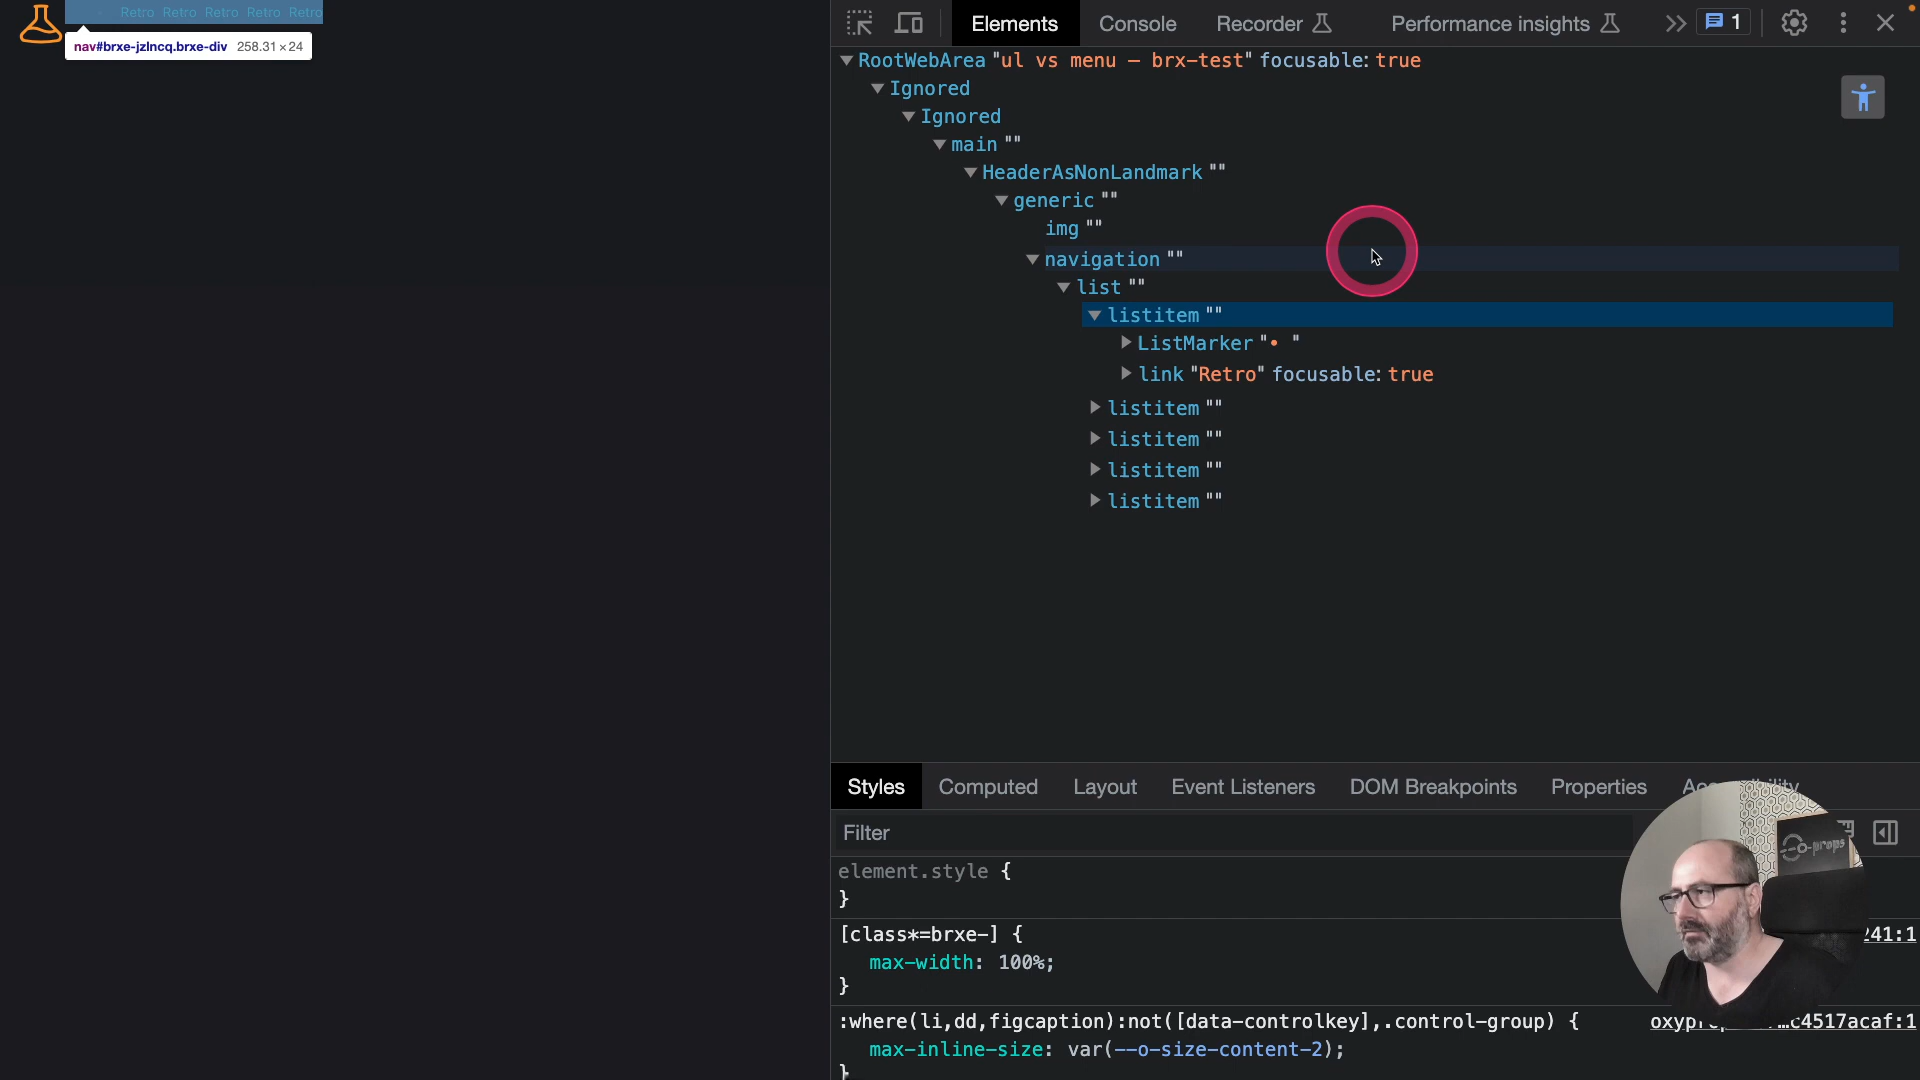 Retro Retro Retro Retro Retro
nav#brxe-jzlncq.brxe-div 258.31 × 24
Elements Console Recorder Performance insights 1
RootWebArea "ul vs menu – brx-test" focusable: true
Ignored
Ignored
main ""
HeaderAsNonLandmark ""
generic ""
img ""
navigation ""
list ""
listitem ""
ListMarker "• "
link "Retro" focusable: true
listitem ""
listitem ""
listitem ""
listitem ""
Styles Computed Layout Event Listeners DOM Breakpoints Properties
Filter
o-props
element.style {
}
[class*=brxe-] { 241:1
max-width: 100%;
}
:where(li,dd,figcaption):not([data-controlkey],.control-group) { …c4517acaf:1
max-inline-size: var(--o-size-content-2);
}